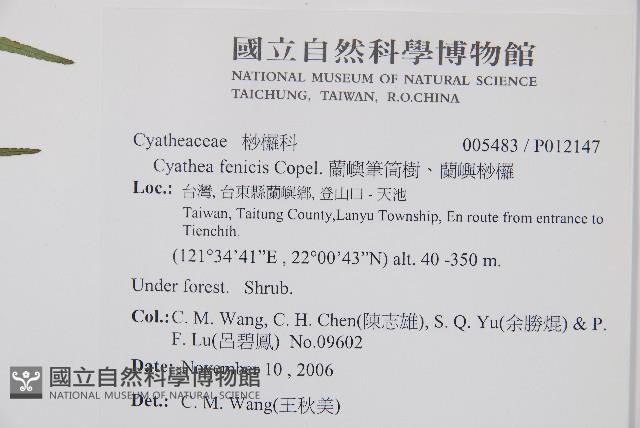 國立自然科學博物館
NATIONAL MUSEUM OF NATURAL SCIENCE
TAICHUNG, TAIWAN, R.O.CHINA
Cyatheaceae 桫欏科 005483 / P012147
Cyathea fenicis Copel. 蘭嶼筆筒樹、蘭嶼桫欏
Loc.: 台灣, 台東縣蘭嶼鄉, 登山口 - 天池
Taiwan, Taitung County,Lanyu Township, En route from entrance to
Tienchih.
(121°34'41”E , 22°00'43”N) alt. 40 -350 m.
Under forest. Shrub.
Col.: C. M. Wang, C. H. Chen(陳志雄), S. Q. Yu(余勝焜) & P.
F. Lu(呂碧鳳) No.09602
Date: November 10 , 2006
Det.: C. M. Wang(王秋美)
國立自然科學博物館
NATIONAL MUSEUM OF NATURAL SCIENCE